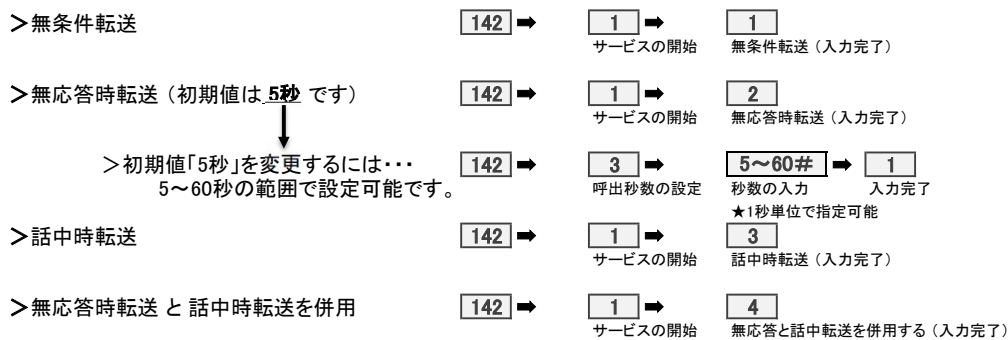 ＞無条件転送 142 ➡ 1 ➡ 1
サービスの開始 無条件転送（入力完了）
＞無応答時転送（初期値は 5秒 です） 142 ➡ 1 ➡ 2
サービスの開始 無応答時転送（入力完了）
＞初期値「5秒」を変更するには・・・ 142 ➡ 3 ➡ 5～60＃ ➡ 1
5～60秒の範囲で設定可能です。 呼出秒数の設定 秒数の入力 入力完了
★1秒単位で指定可能
＞話中時転送 142 ➡ 1 ➡ 3
サービスの開始 話中時転送（入力完了）
＞無応答時転送 と 話中時転送を併用 142 ➡ 1 ➡ 4
サービスの開始 無応答と話中転送を併用する（入力完了）